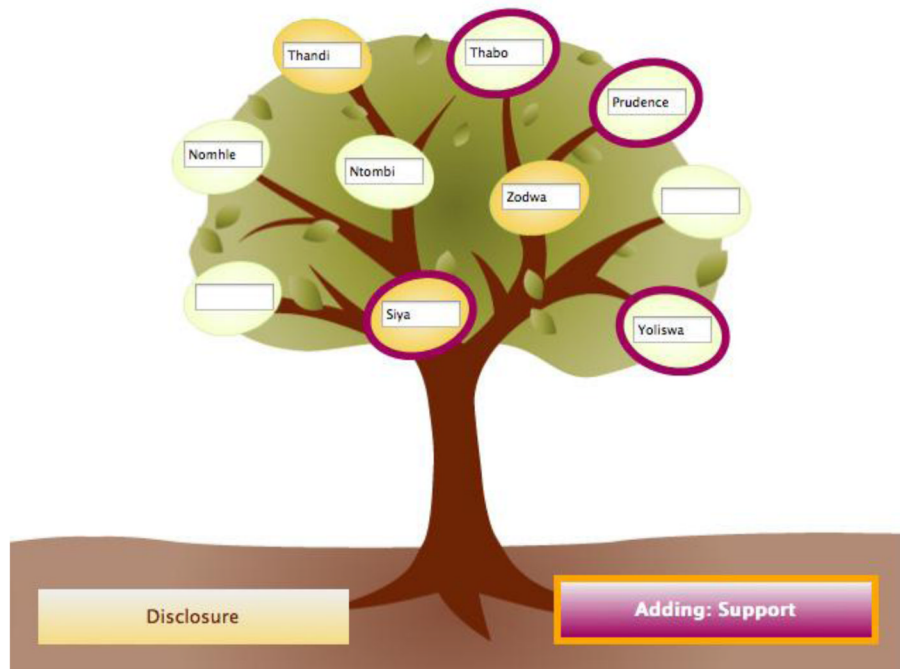 Thandi
Thabo
Prudence
Nomhle
Ntombi
Zodwa
Siya
Yoliswa
Disclosure
Adding: Support